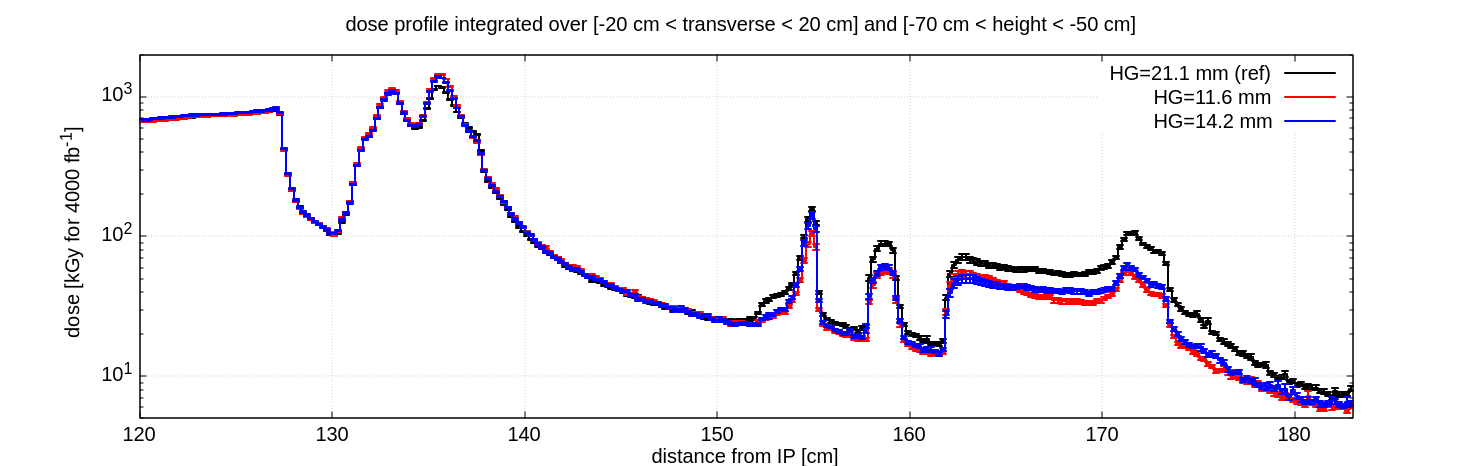 dose profile integrated over [-20 cm < transverse < 20 cm] and [-70 cm < height < -50 cm]
HG=21.1 mm (ref)
HG=11.6 mm
HG=14.2 mm
dose [kGy for 4000 fb⁻¹]
10³
10²
10¹
120 130 140 150 160 170 180
distance from IP [cm]